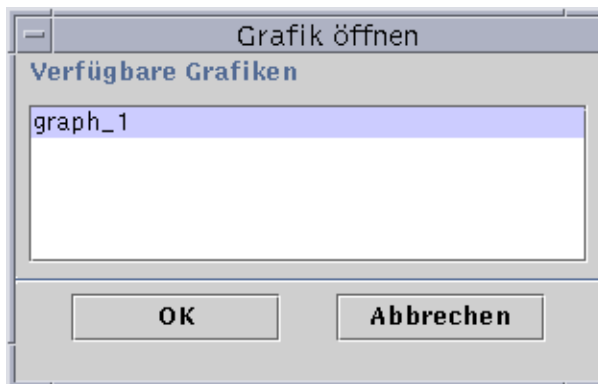 Grafik öffnen
Verfügbare Grafiken
graph_1
OK
Abbrechen